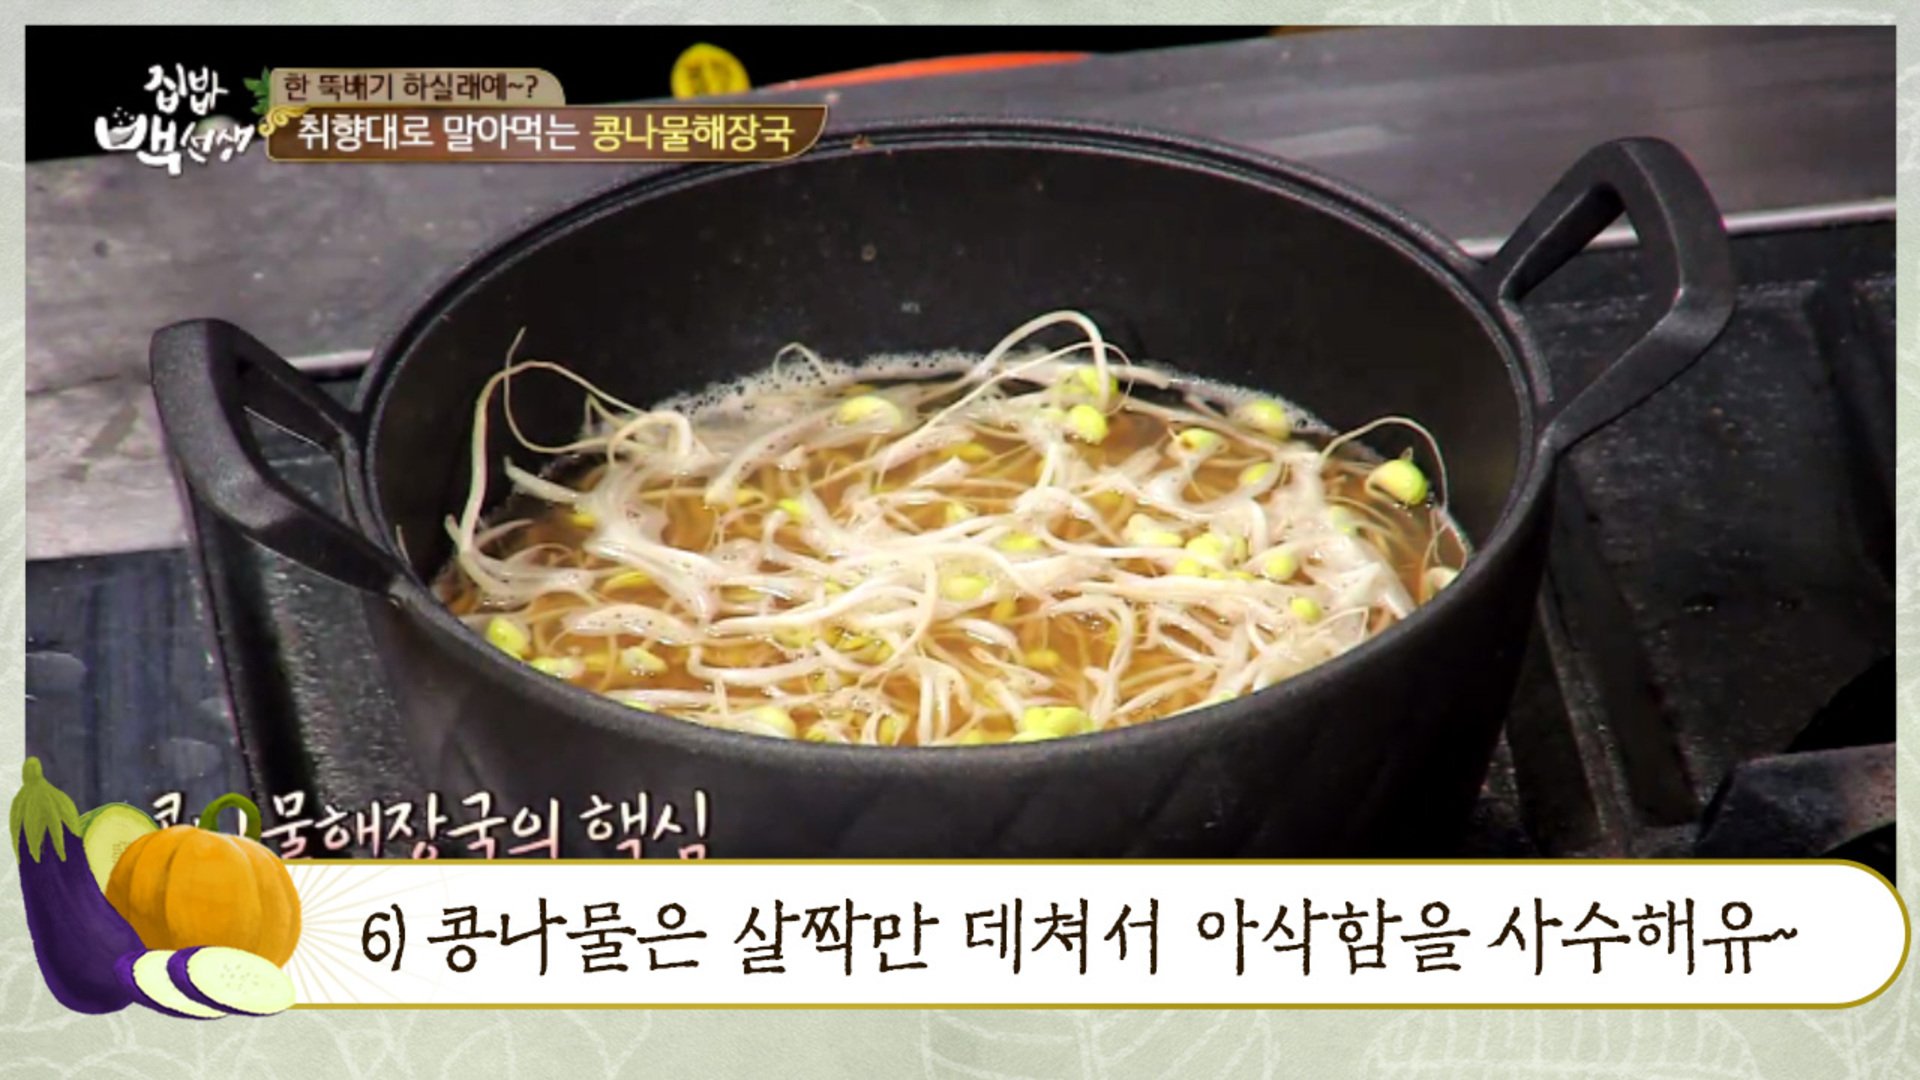 집밥
백선생
한 뚝배기 하실래예~?
취향대로 말아먹는 콩나물해장국
콩나물해장국의 핵심
6) 콩나물은 살짝만 데쳐서 아삭함을 사수해유~